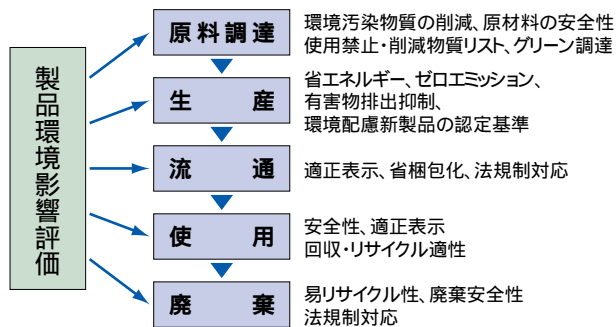 製品環境影響評価
原料調達
環境汚染物質の削減、原材料の安全性
使用禁止・削減物質リスト、グリーン調達
生産
省エネルギー、ゼロエミッション、
有害物排出抑制、
環境配慮新製品の認定基準
流通
適正表示、省梱包化、法規制対応
使用
安全性、適正表示
回収・リサイクル適性
廃棄
易リサイクル性、廃棄安全性
法規制対応